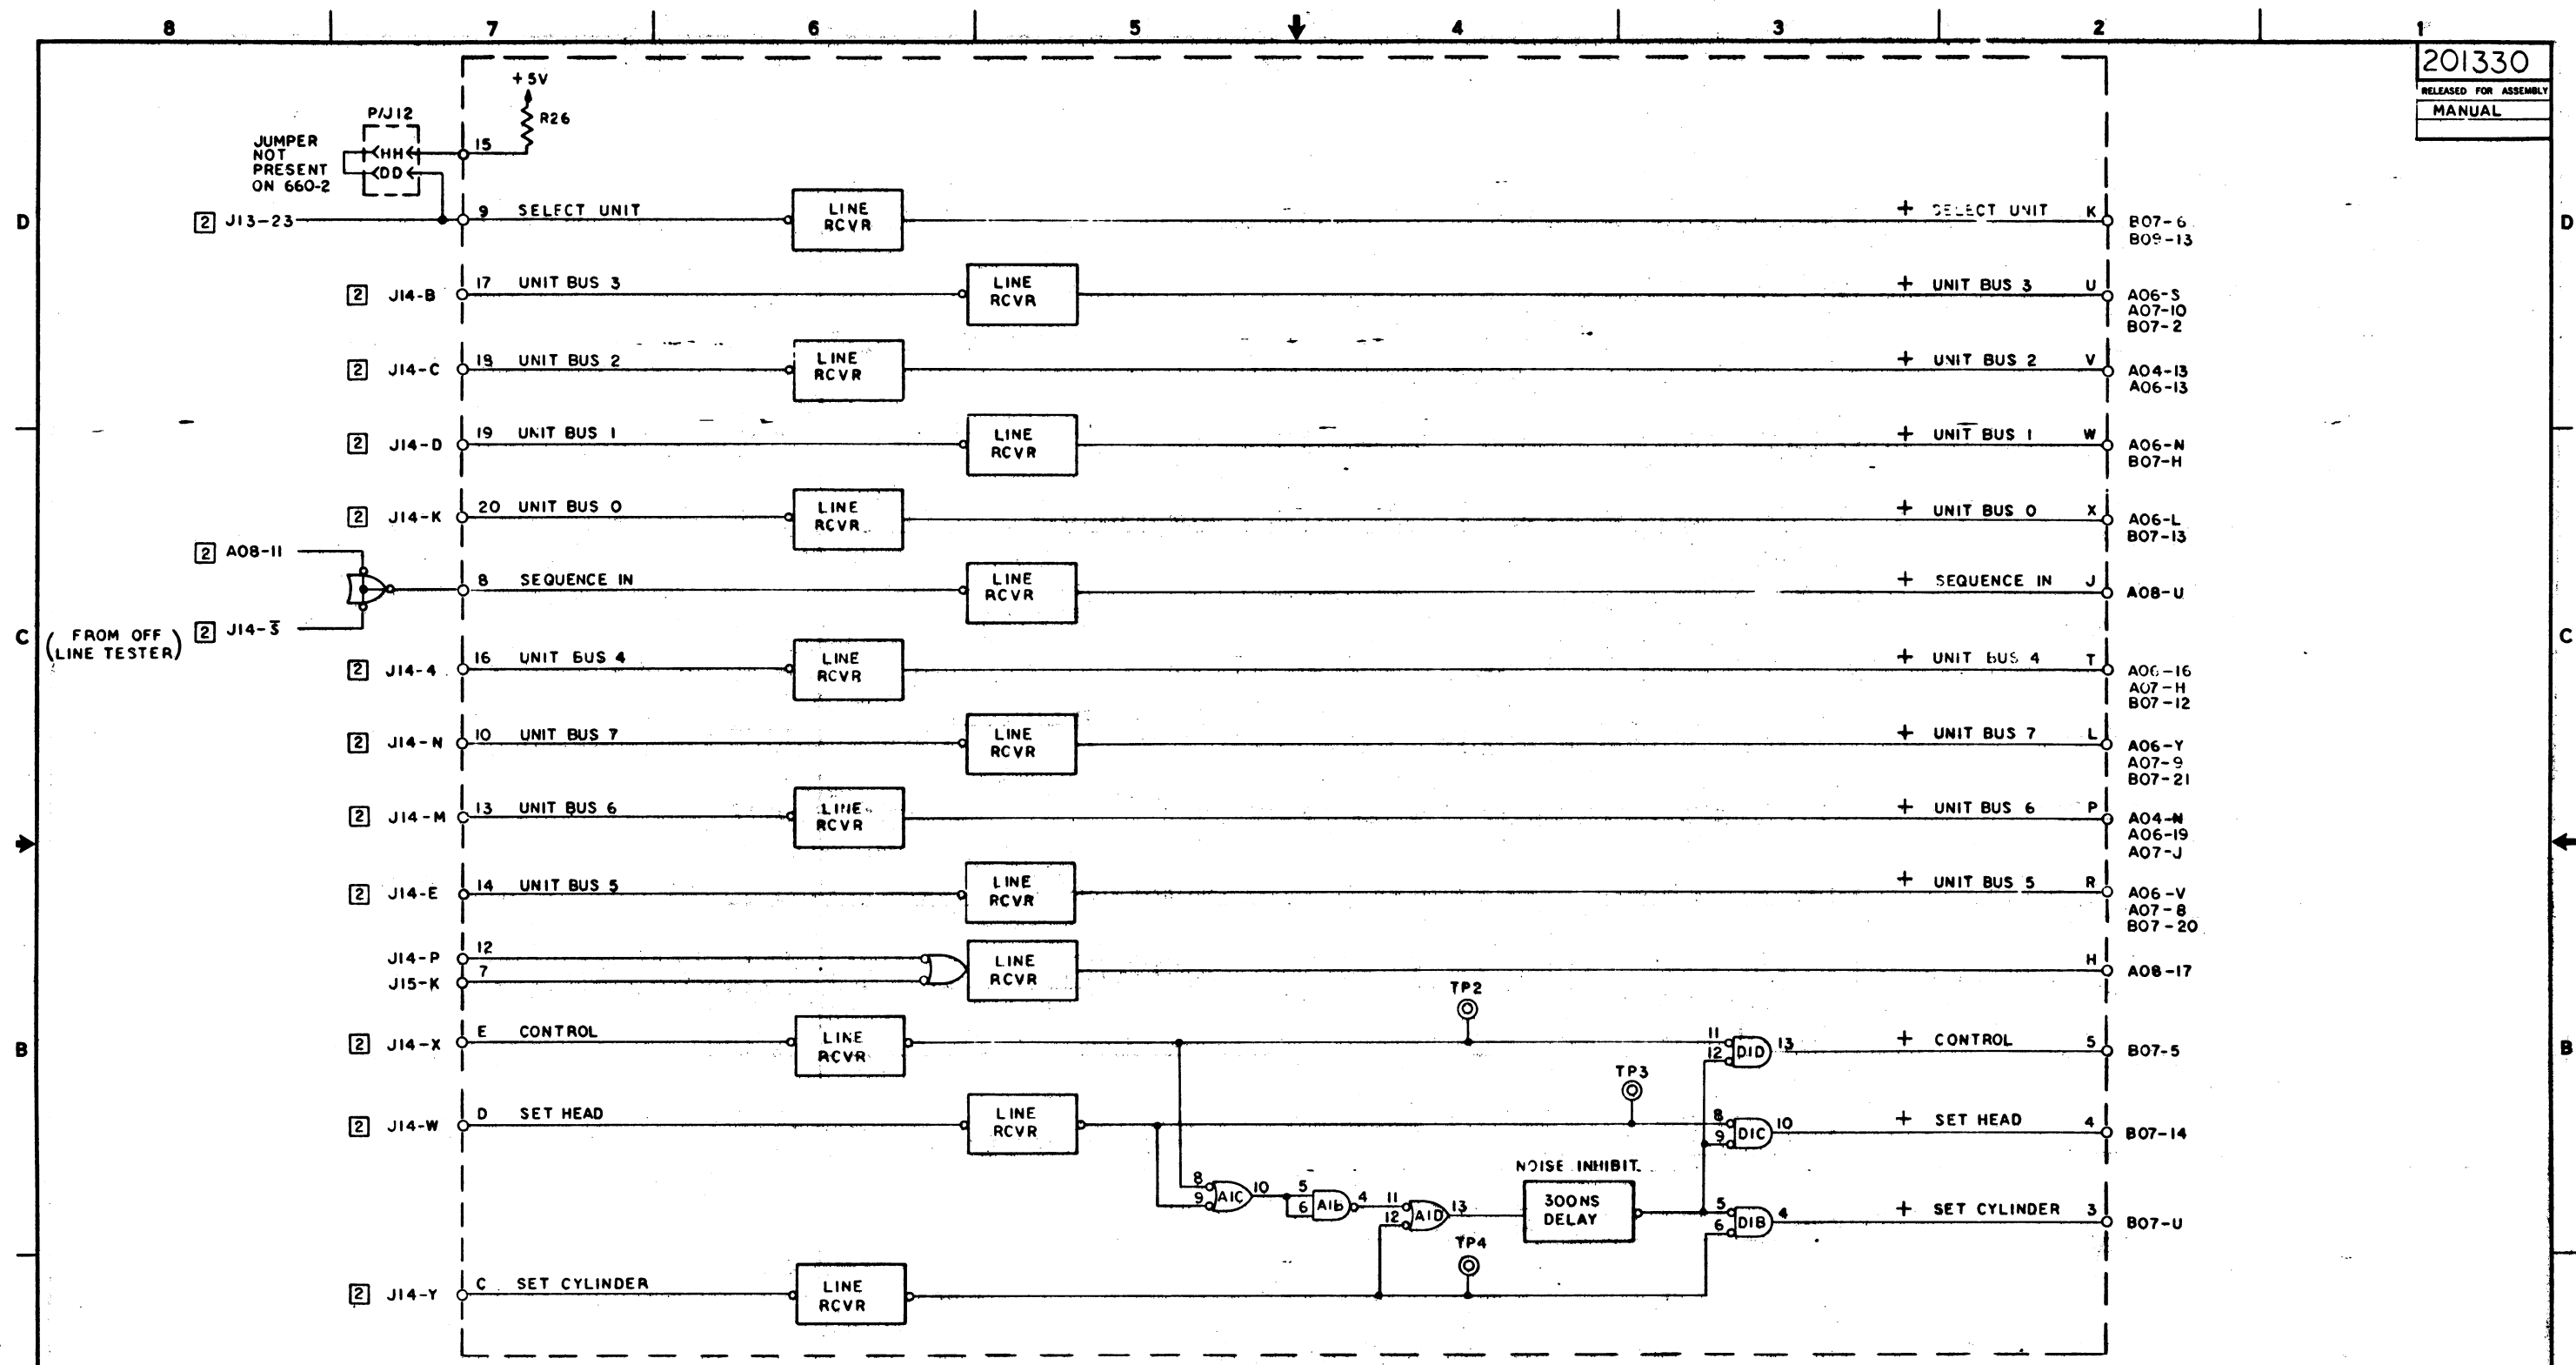 8 7 6 5 4 3 2 1
201330
RELEASED FOR ASSEMBLY
MANUAL
+5V
R26
P/J12
JUMPER
NOT
PRESENT
ON 660-2
HH
DD
15
D
D
2 J13-23
9 SELECT UNIT
LINE
RCVR
+ SELECT UNIT K
B07-6
B09-13
2 J14-B
17 UNIT BUS 3
LINE
RCVR
+ UNIT BUS 3 U
A06-S
A07-10
B07-2
2 J14-C
18 UNIT BUS 2
LINE
RCVR
+ UNIT BUS 2 V
A04-13
A06-13
2 J14-D
19 UNIT BUS 1
LINE
RCVR
+ UNIT BUS 1 W
A06-N
B07-H
2 J14-K
20 UNIT BUS 0
LINE
RCVR
+ UNIT BUS 0 X
A06-L
B07-13
2 A08-11
8 SEQUENCE IN
LINE
RCVR
+ SEQUENCE IN J
A08-U
C
(FROM OFF
LINE TESTER)
2 J14-S̅
C
2 J14-4
16 UNIT BUS 4
LINE
RCVR
+ UNIT BUS 4 T
A06-16
A07-H
B07-12
2 J14-N
10 UNIT BUS 7
LINE
RCVR
+ UNIT BUS 7 L
A06-Y
A07-9
B07-21
2 J14-M
13 UNIT BUS 6
LINE
RCVR
+ UNIT BUS 6 P
A04-N
A06-19
A07-J
2 J14-E
14 UNIT BUS 5
LINE
RCVR
+ UNIT BUS 5 R
A06-V
A07-8
B07-20
J14-P
12
J15-K
7
LINE
RCVR
H
A08-17
TP2
B
B
2 J14-X
E CONTROL
LINE
RCVR
11
12
D1D
13
+ CONTROL 5
B07-5
TP3
2 J14-W
D SET HEAD
LINE
RCVR
8
9
D1C
10
+ SET HEAD 4
B07-14
NOISE INHIBIT
8
9
A1C
10
5
6
A1b
4
11
12
A1D
13
300NS
DELAY
5
6
D1B
4
+ SET CYLINDER 3
B07-U
TP4
2 J14-Y
C SET CYLINDER
LINE
RCVR